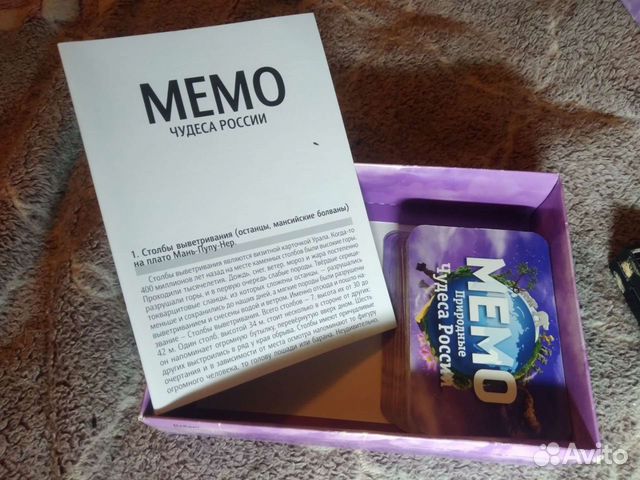 МЕМО
ЧУДЕСА РОССИИ
1. Столбы выветривания (останцы, мансийские болваны)
на плато Мань-Пупу-Нер.
Столбы выветривания являются визитной карточкой Урала. Когда-то
400 миллионов лет назад на месте каменных столбов были высокие горы.
Проходили тысячелетия. Дождь, снег, ветер, мороз и жара постепенно
разрушали горы, и в первую очередь слабые породы. Твёрдые серици-
токварцитовые сланцы, из которых сложены останцы, – разрушались
меньше и сохранились до наших дней, а мягкие породы были разрушены
выветриванием и снесены водой и ветром. Именно отсюда и пошло на-
звание – Столбы выветривания. Всего столбов – 7, высота их от 30 до
42 м. Один столб, высотой 34 м, стоит несколько в стороне от других;
он напоминает огромную бутылку, перевёрнутую вверх дном. Шесть
других выстроились в ряд у края обрыва. Столбы имеют причудливые
очертания и в зависимости от места осмотра напоминают то фигуру
огромного человека, то голову лошади или барана. Неудивительно,
МЕМО
Природные
чудеса России
Avito